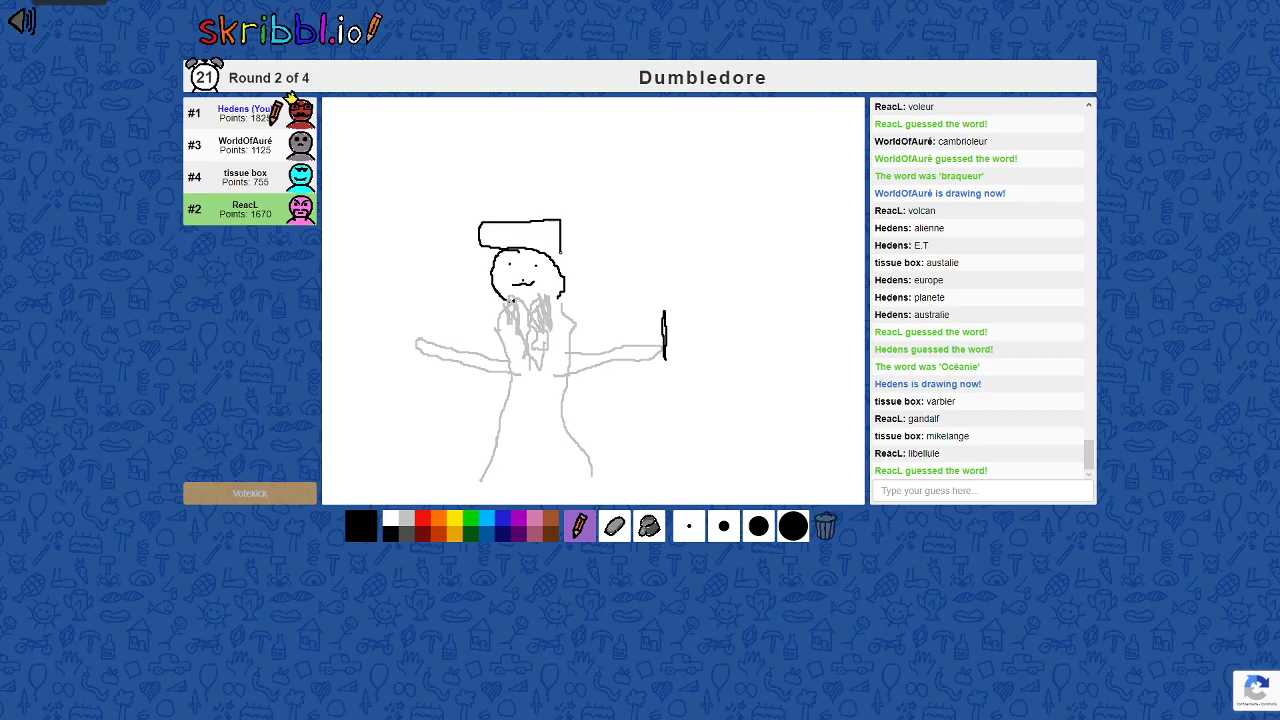 skribbl.io
21
Round 2 of 4
Dumbledore
#1
Hedens (You
Points: 1825
#3
WorldOfAuré
Points: 1125
#4
tissue box
Points: 755
#2
ReacL
Points: 1670
Votekick
ReacL: voleur
ReacL guessed the word!
WorldOfAuré: cambrioleur
WorldOfAuré guessed the word!
The word was 'braqueur'
WorldOfAuré is drawing now!
ReacL: volcan
Hedens: alienne
Hedens: E.T
tissue box: austalie
Hedens: europe
Hedens: planete
Hedens: australie
ReacL guessed the word!
Hedens guessed the word!
The word was 'Océanie'
Hedens is drawing now!
tissue box: varbier
ReacL: gandalf
tissue box: mikelange
ReacL: libellule
ReacL guessed the word!
Type your guess here...